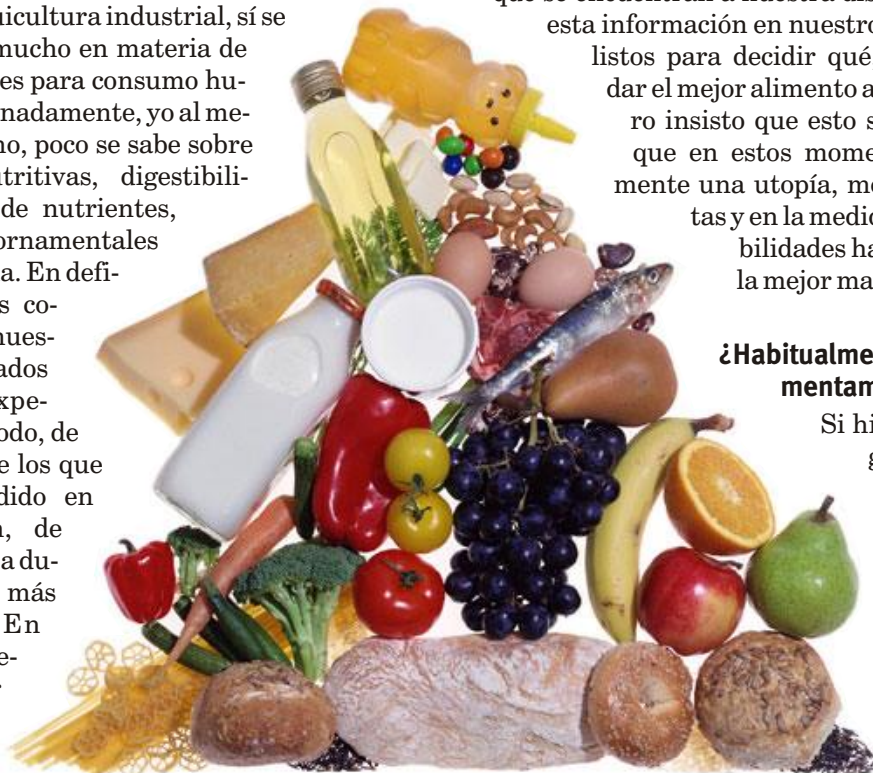 uicultura industrial, sí se
mucho en materia de
es para consumo hu-
nadamente, yo al me-
no, poco se sabe sobre
tritivas, digestibili-
de nutrientes,
ornamentales
a. En defi-
s co-
nues-
ados
xpe-
odo, de
e los que
dido en
n, de
a du-
más
En
e-
esta información en nuestro
listos para decidir qué
dar el mejor alimento a
ro insisto que esto s
que en estos mome
mente una utopía, me
tas y en la medic
bilidades ha
la mejor ma
¿Habitualme
mentam
Si hi
g